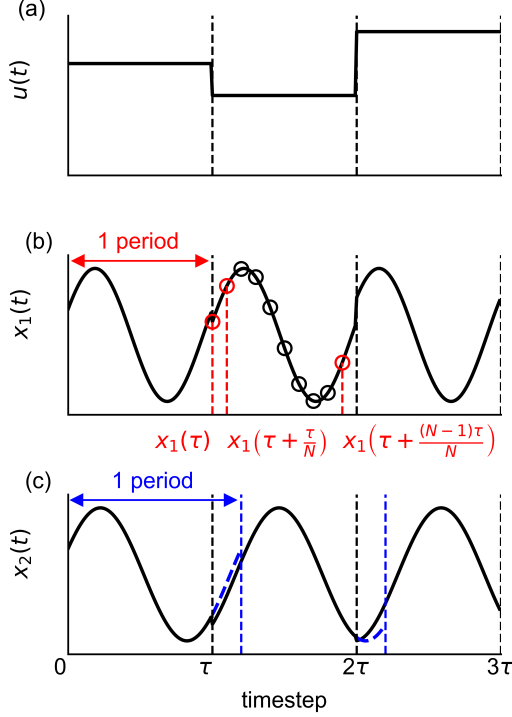 (a)
u(t)
(b)
1 period
x₁(t)
x₁(τ) x₁(τ + τ/N) x₁(τ + (N−1)τ/N)
(c)
1 period
x₂(t)
0 τ 2τ 3τ
timestep